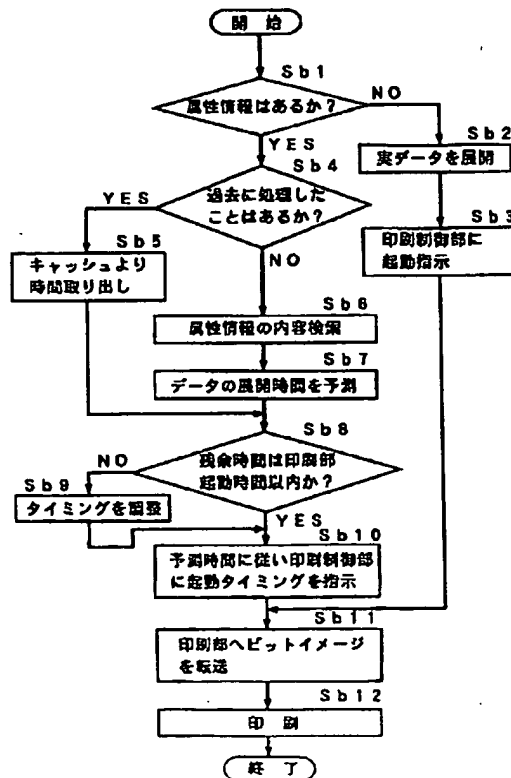 開始
Sb1
属性情報はあるか?
NO
YES
Sb2
実データを展開
Sb4
過去に処理した
ことはあるか?
YES
NO
Sb3
印刷制御部に
起動指示
Sb5
キャッシュより
時間取り出し
Sb6
属性情報の内容検索
Sb7
データの展開時間を予測
Sb8
残余時間は印刷部
起動時間以内か?
NO
YES
Sb9
タイミングを調整
Sb10
予測時間に従い印刷制御部
に起動タイミングを指示
Sb11
印刷部へビットイメージ
を転送
Sb12
印刷
終了